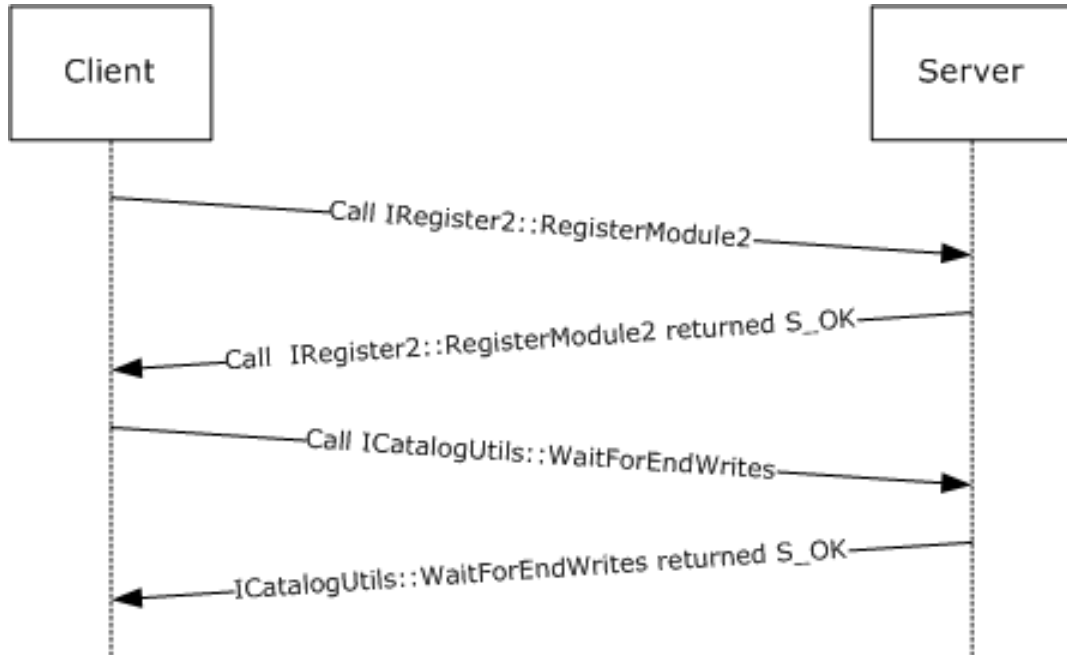 Client
Server
Call IRegister2::RegisterModule2
Call  IRegister2::RegisterModule2 returned S_OK
Call ICatalogUtils::WaitForEndWrites
ICatalogUtils::WaitForEndWrites returned S_OK